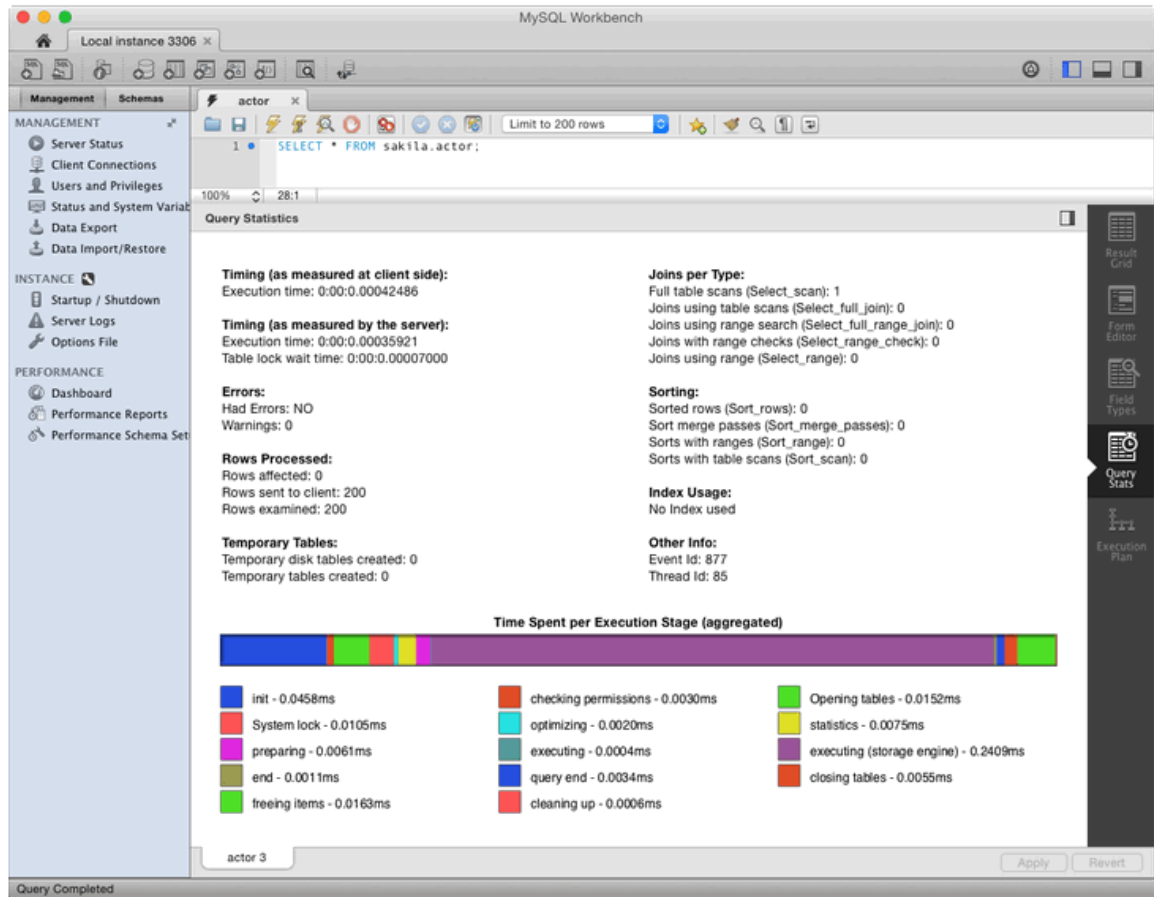 MySQL Workbench
Local instance 3306
Management Schemas
MANAGEMENT
Server Status
Client Connections
Users and Privileges
Status and System Variab
Data Export
Data Import/Restore
INSTANCE
Startup / Shutdown
Server Logs
Options File
PERFORMANCE
Dashboard
Performance Reports
Performance Schema Set
actor
Limit to 200 rows
1 SELECT * FROM sakila.actor;
100% 28:1
Query Statistics
Timing (as measured at client side):
Execution time: 0:00:0.00042486
Timing (as measured by the server):
Execution time: 0:00:0.00035921
Table lock wait time: 0:00:0.00007000
Errors:
Had Errors: NO
Warnings: 0
Rows Processed:
Rows affected: 0
Rows sent to client: 200
Rows examined: 200
Temporary Tables:
Temporary disk tables created: 0
Temporary tables created: 0
Joins per Type:
Full table scans (Select_scan): 1
Joins using table scans (Select_full_join): 0
Joins using range search (Select_full_range_join): 0
Joins with range checks (Select_range_check): 0
Joins using range (Select_range): 0
Sorting:
Sorted rows (Sort_rows): 0
Sort merge passes (Sort_merge_passes): 0
Sorts with ranges (Sort_range): 0
Sorts with table scans (Sort_scan): 0
Index Usage:
No Index used
Other Info:
Event Id: 877
Thread Id: 85
Time Spent per Execution Stage (aggregated)
init - 0.0458ms
checking permissions - 0.0030ms
Opening tables - 0.0152ms
System lock - 0.0105ms
optimizing - 0.0020ms
statistics - 0.0075ms
preparing - 0.0061ms
executing - 0.0004ms
executing (storage engine) - 0.2409ms
end - 0.0011ms
query end - 0.0034ms
closing tables - 0.0055ms
freeing items - 0.0163ms
cleaning up - 0.0006ms
Result
Grid
Form
Editor
Field
Types
Query
Stats
Execution
Plan
actor 3
Apply
Revert
Query Completed